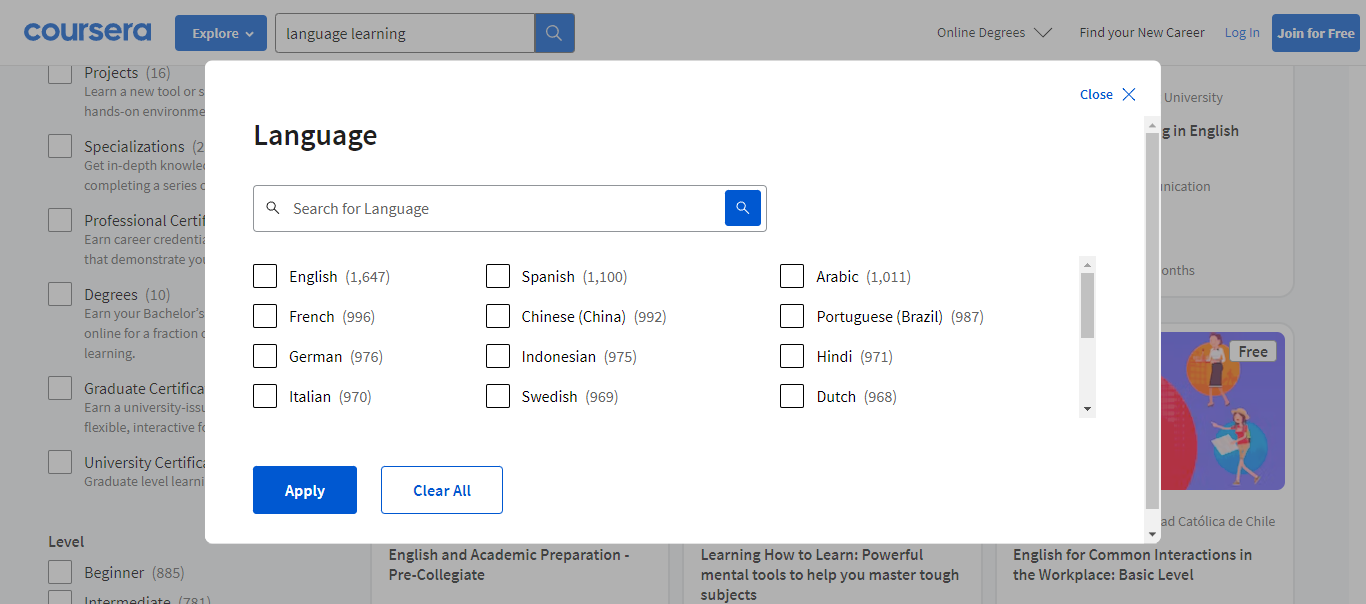 coursera
Explore
language learning
Online Degrees
Find your New Career
Log In
Join for Free
Projects (16)
Learn a new tool or s
hands-on environme
Specializations (2
Get in-depth knowle
completing a series o
Professional Certif
Earn career credentia
that demonstrate you
Degrees (10)
Earn your Bachelor's
online for a fraction o
learning.
Graduate Certifica
Earn a university-issu
flexible, interactive fo
University Certifica
Graduate level learni
Level
Beginner (885)
Intermediate (781)
Close
Language
Search for Language
English (1,647)
Spanish (1,100)
Arabic (1,011)
French (996)
Chinese (China) (992)
Portuguese (Brazil) (987)
German (976)
Indonesian (975)
Hindi (971)
Italian (970)
Swedish (969)
Dutch (968)
Apply
Clear All
University
g in English
unication
onths
Free
ad Católica de Chile
English and Academic Preparation -
Pre-Collegiate
Learning How to Learn: Powerful
mental tools to help you master tough
subjects
English for Common Interactions in
the Workplace: Basic Level